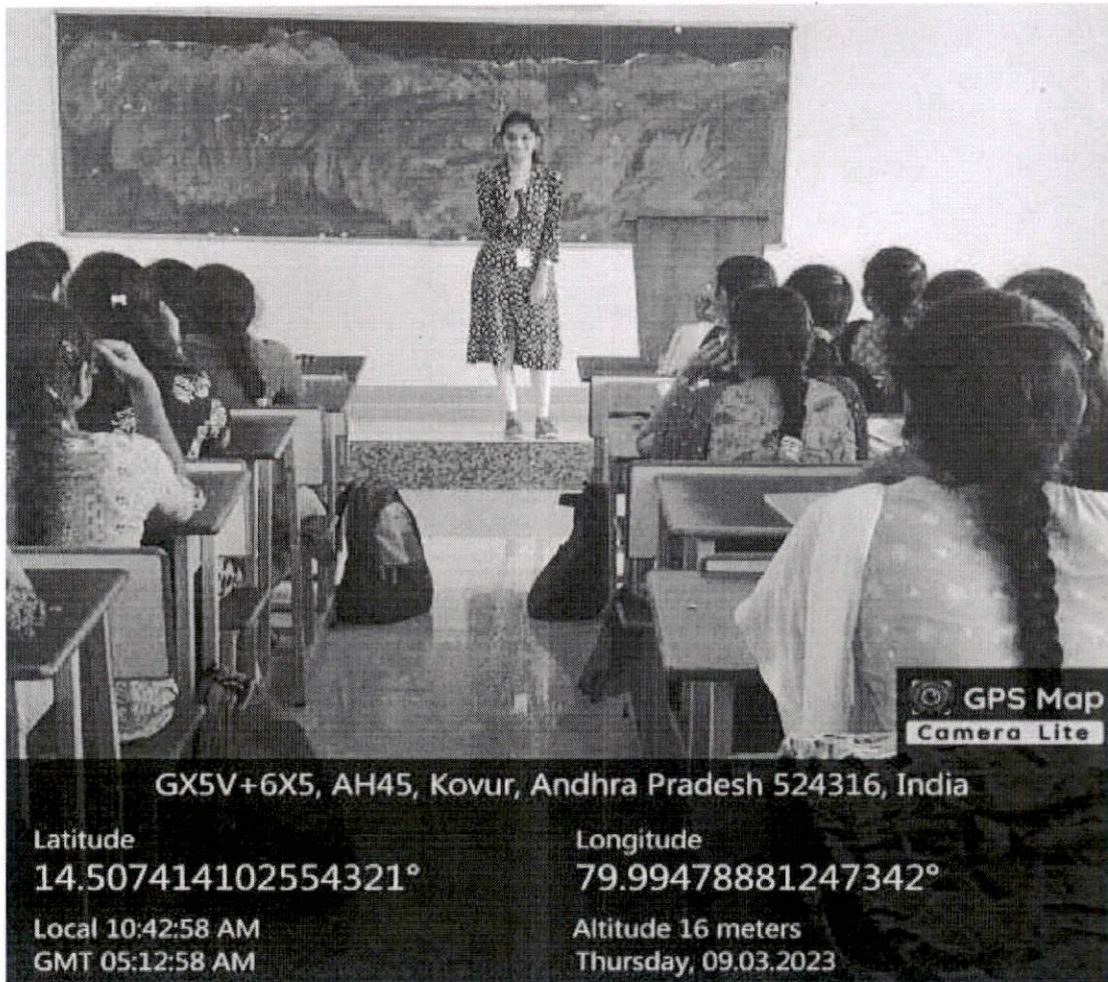 GPS Map
Camera Lite
GX5V+6X5, AH45, Kovur, Andhra Pradesh 524316, India
Latitude
14.507414102554321°
Longitude
79.99478881247342°
Local 10:42:58 AM
GMT 05:12:58 AM
Altitude 16 meters
Thursday, 09.03.2023